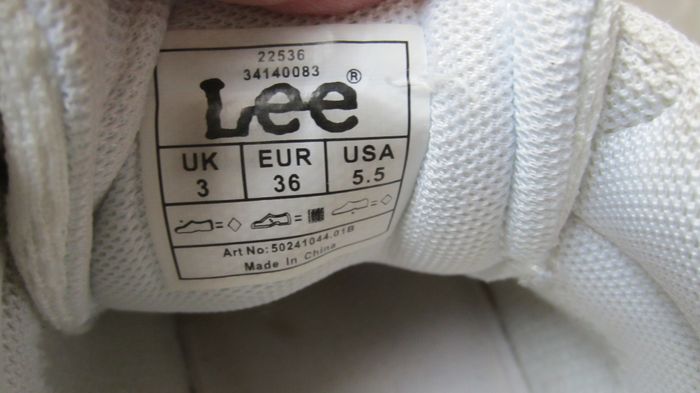 22536
34140083
Lee®
UK EUR USA
3 36 5.5
Art No:50241044.01B
Made In China